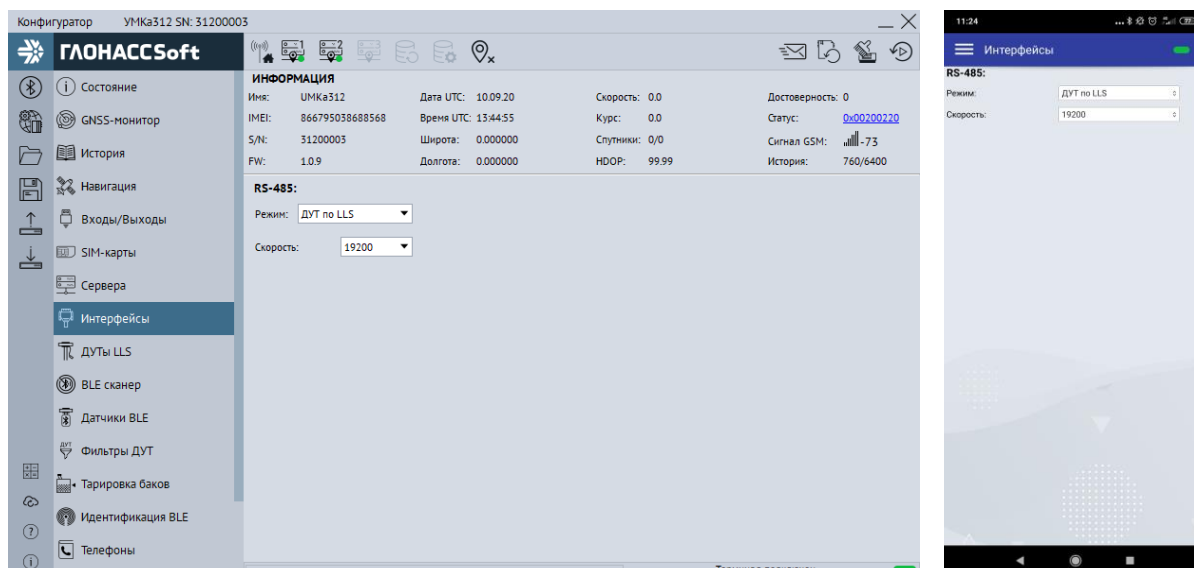 Конфигуратор УМКа312 SN: 31200003
ГЛОНАССSoft
1 2
Состояние
GNSS-монитор
История
Навигация
Входы/Выходы
SIM-карты
Сервера
Интерфейсы
ДУТы LLS
BLE сканер
Датчики BLE
Фильтры ДУТ
Тарировка баков
Идентификация BLE
Телефоны
ИНФОРМАЦИЯ
Имя: UMKa312 Дата UTC: 10.09.20 Скорость: 0.0 Достоверность: 0
IMEI: 866795038688568 Время UTC: 13:44:55 Курс: 0.0 Статус: 0x00200220
S/N: 31200003 Широта: 0.000000 Спутники: 0/0 Сигнал GSM: -73
FW: 1.0.9 Долгота: 0.000000 HDOP: 99.99 История: 760/6400
RS-485:
Режим: ДУТ по LLS
Скорость: 19200
11:24
Интерфейсы
RS-485:
Режим: ДУТ по LLS
Скорость: 19200